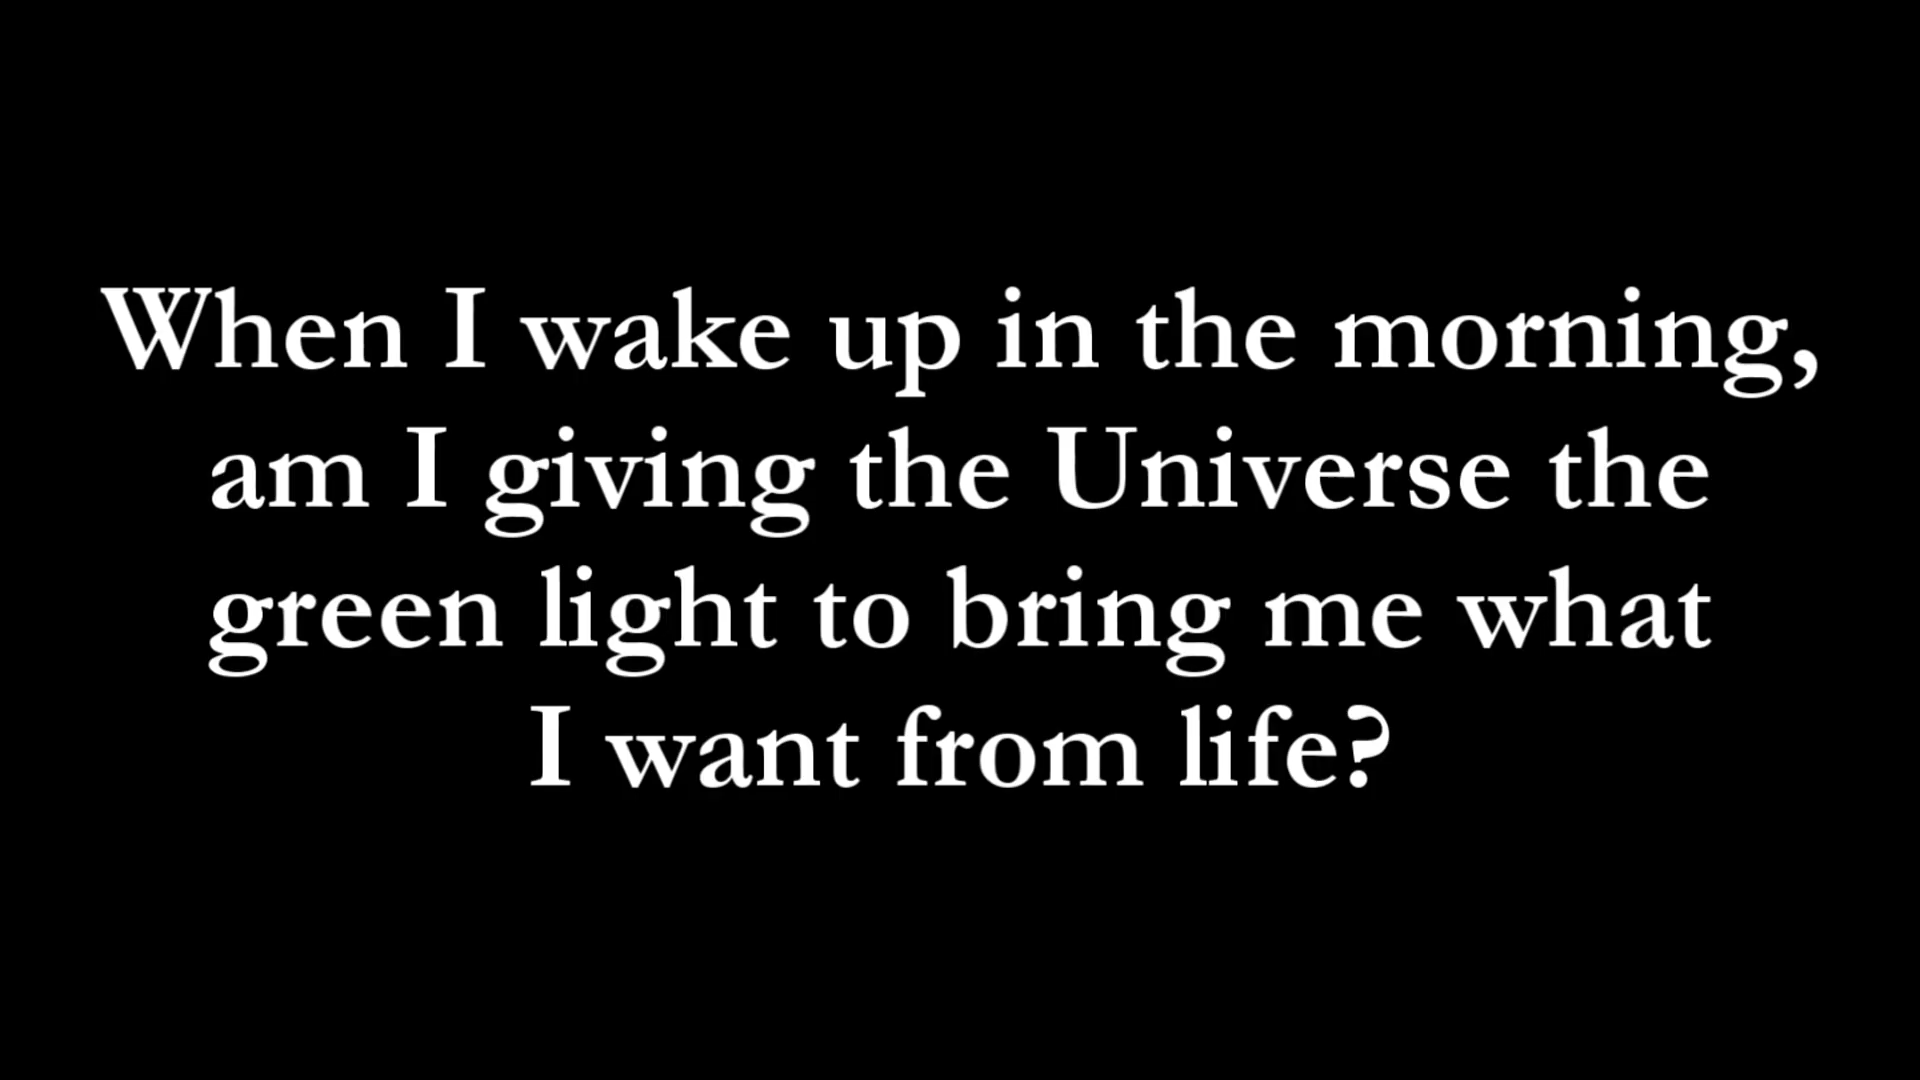 When I wake up in the morning,
am I giving the Universe the
green light to bring me what
I want from life?